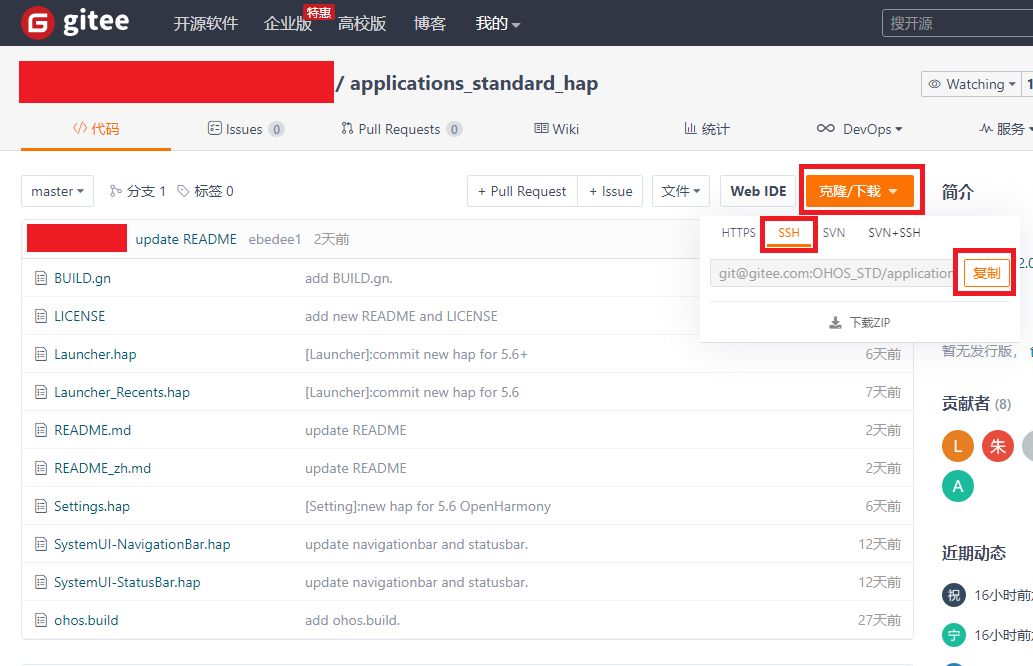 gitee 开源软件 企业版 特惠 高校版 博客 我的 搜开源
/ applications_standard_hap Watching 1
代码 Issues 0 Pull Requests 0 Wiki 统计 DevOps 服务
master 分支 1 标签 0 + Pull Request + Issue 文件 Web IDE 克隆/下载 简介
HTTPS SSH SVN SVN+SSH
update README ebedee1 2天前
git@gitee.com:OHOS_STD/application 复制
BUILD.gn add BUILD.gn.
LICENSE add new README and LICENSE
下载ZIP
Launcher.hap [Launcher]:commit new hap for 5.6+ 6天前
暂无发行版,
Launcher_Recents.hap [Launcher]:commit new hap for 5.6 7天前
贡献者 (8)
README.md update README 2天前
L 朱
README_zh.md update README 2天前
A
Settings.hap [Setting]:new hap for 5.6 OpenHarmony 6天前
SystemUI-NavigationBar.hap update navigationbar and statusbar. 12天前
近期动态
SystemUI-StatusBar.hap update navigationbar and statusbar. 12天前
祝 16小时前
ohos.build add ohos.build. 27天前
宁 16小时前